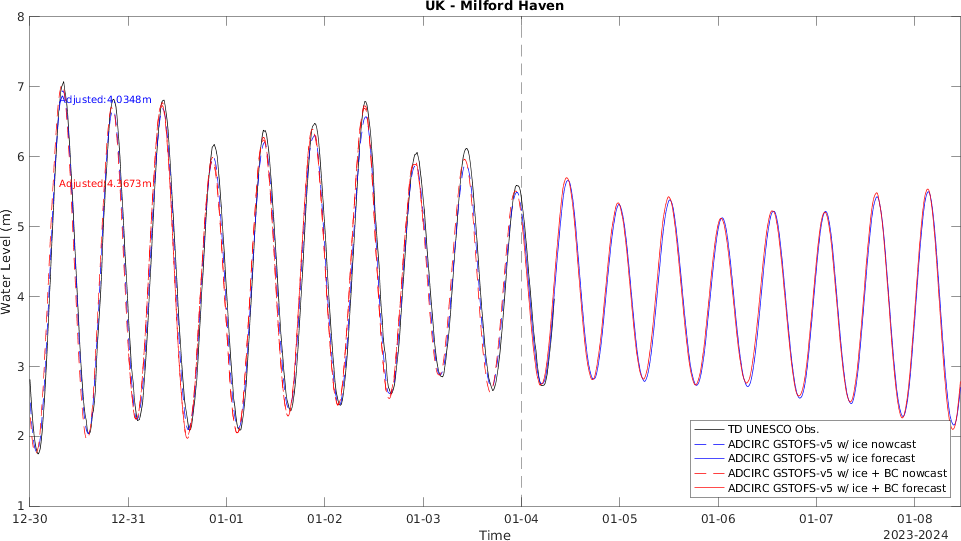 UK - Milford Haven
8
7
6
5
4
3
2
1
Water Level (m)
Adjusted:4.0348m
Adjusted:4.3673m
TD UNESCO Obs.
ADCIRC GSTOFS-v5 w/ ice nowcast
ADCIRC GSTOFS-v5 w/ ice forecast
ADCIRC GSTOFS-v5 w/ ice + BC nowcast
ADCIRC GSTOFS-v5 w/ ice + BC forecast
12-30 12-31 01-01 01-02 01-03 01-04 01-05 01-06 01-07 01-08
Time
2023-2024